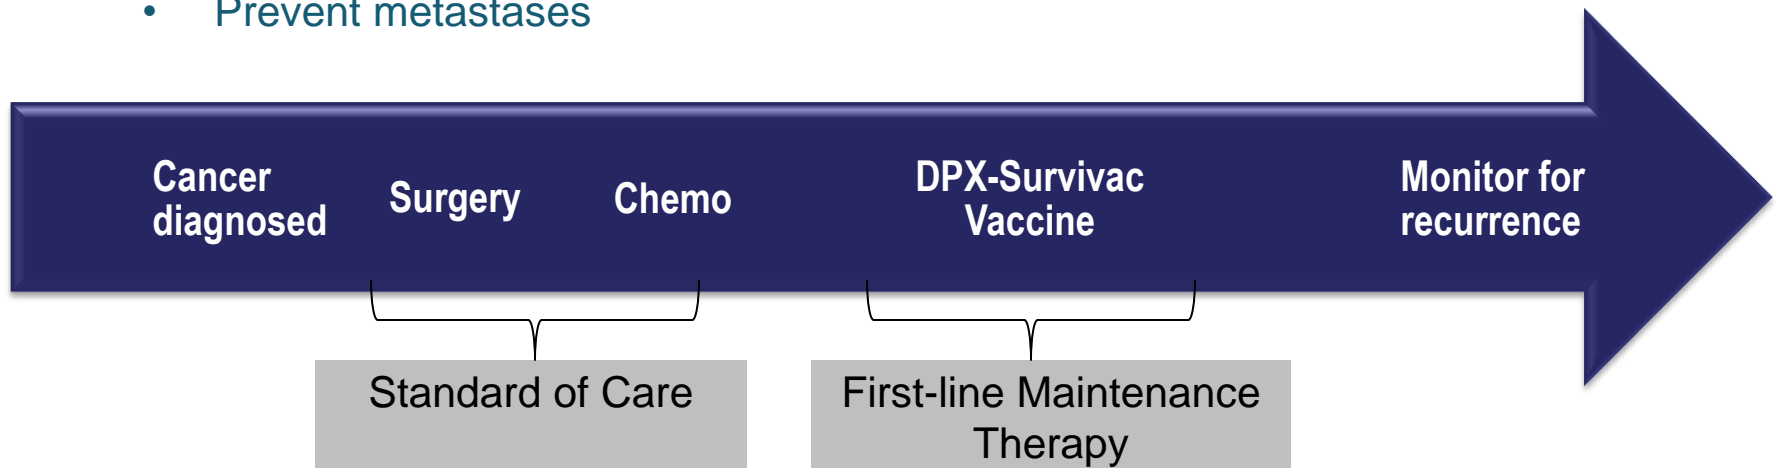 • Prevent metastases
Cancer
diagnosed
Surgery
Chemo
DPX-Survivac
Vaccine
Monitor for
recurrence
Standard of Care
First-line Maintenance
Therapy